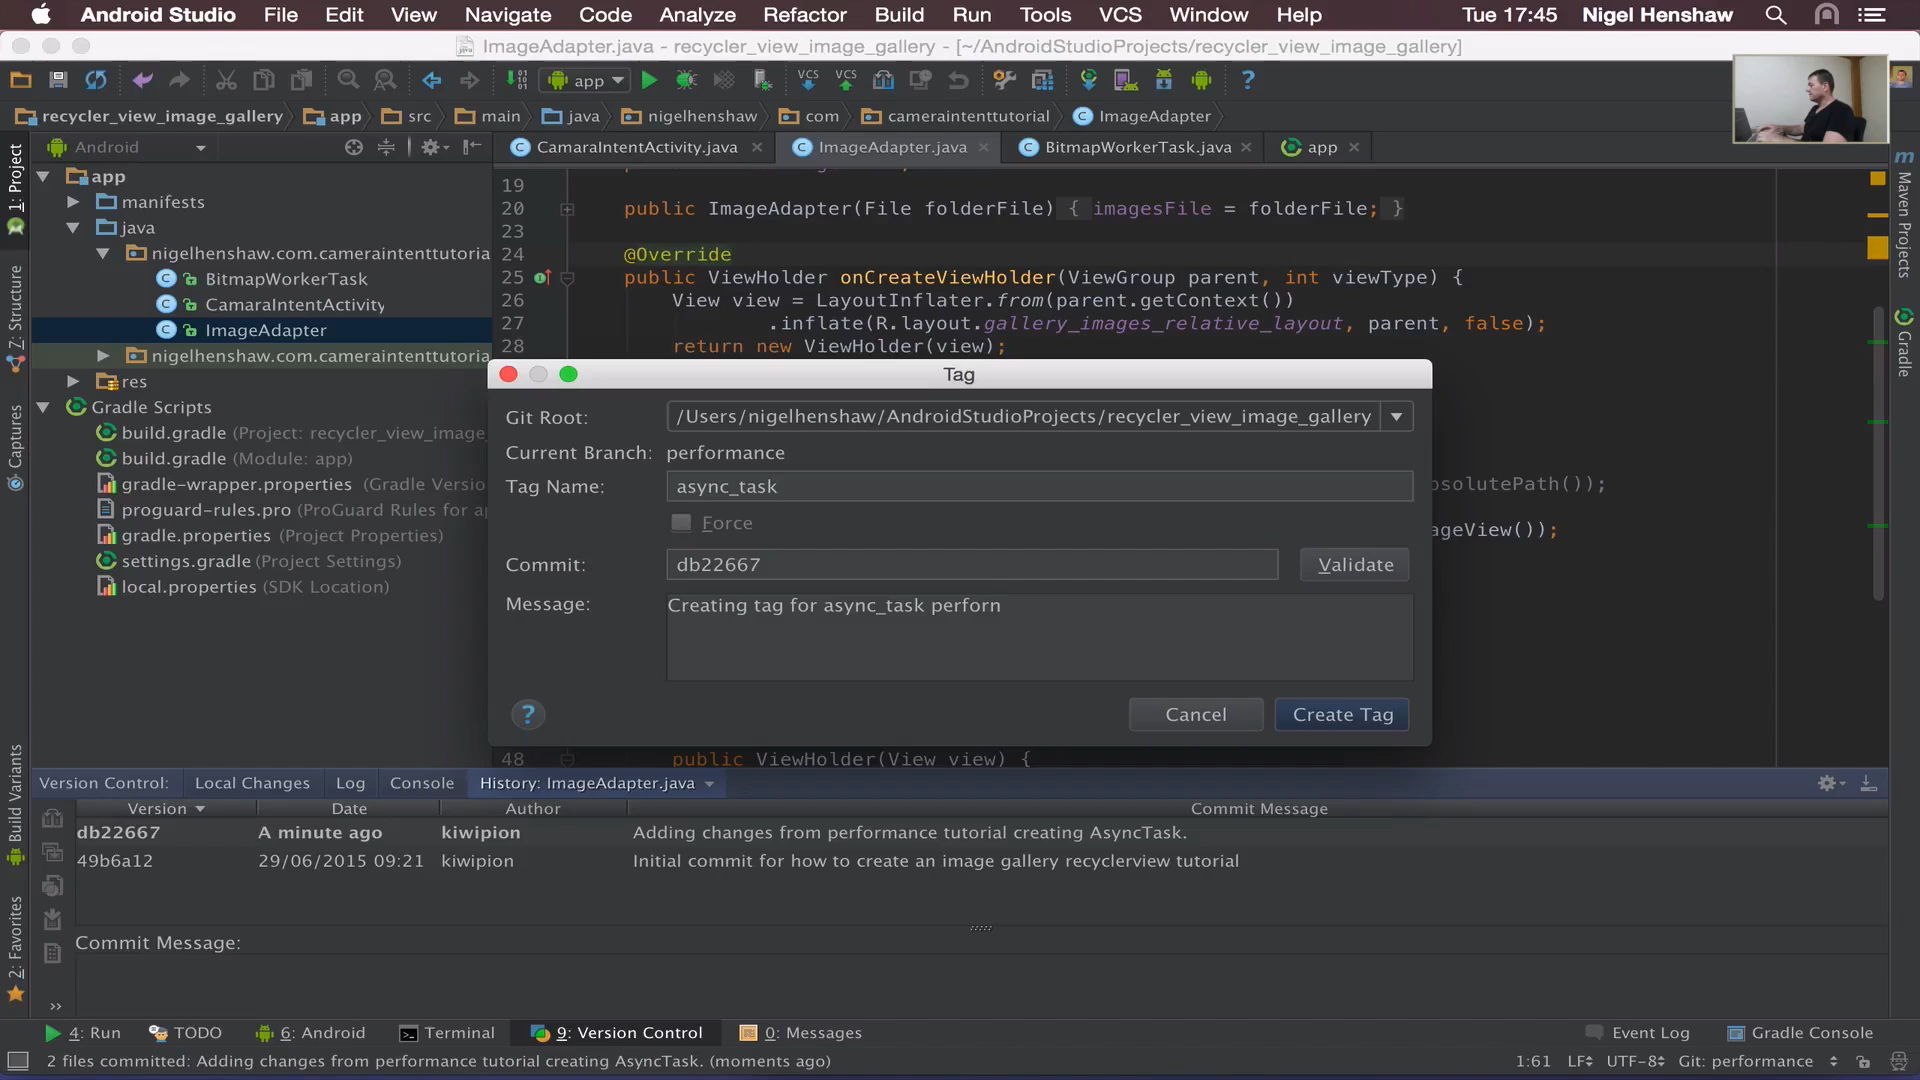 Android Studio File Edit View Navigate Code Analyze Refactor Build Run Tools VCS Window Help Tue 17:45 Nigel Henshaw
ImageAdapter.java - recycler_view_image_gallery - [~/AndroidStudioProjects/recycler_view_image_gallery]
app VCS VCS ?
recycler_view_image_gallery app src main java nigelhenshaw com cameraintenttutorial ImageAdapter
Android CamaraIntentActivity.java ImageAdapter.java BitmapWorkerTask.java app
1: Project
Z: Structure
Captures
Build Variants
2: Favorites
app
manifests
java
nigelhenshaw.com.cameraintenttutoria
BitmapWorkerTask
CamaraIntentActivity
ImageAdapter
nigelhenshaw.com.cameraintenttutoria
res
Gradle Scripts
build.gradle (Project: recycler_view_image_
build.gradle (Module: app)
gradle-wrapper.properties (Gradle Versio
proguard-rules.pro (ProGuard Rules for ap
gradle.properties (Project Properties)
settings.gradle (Project Settings)
local.properties (SDK Location)
19
20 public ImageAdapter(File folderFile) { imagesFile = folderFile; }
23
24 @Override
25 public ViewHolder onCreateViewHolder(ViewGroup parent, int viewType) {
26 View view = LayoutInflater.from(parent.getContext())
27 .inflate(R.layout.gallery_images_relative_layout, parent, false);
28 return new ViewHolder(view);
bsolutePath());
ageView());
48 public ViewHolder(View view) {
Maven Projects
Gradle
Tag
Git Root: /Users/nigelhenshaw/AndroidStudioProjects/recycler_view_image_gallery
Current Branch: performance
Tag Name: async_task
Force
Commit: db22667 Validate
Message: Creating tag for async_task perforn
? Cancel Create Tag
Version Control: Local Changes Log Console History: ImageAdapter.java
Version Date Author Commit Message
db22667 A minute ago kiwipion Adding changes from performance tutorial creating AsyncTask.
49b6a12 29/06/2015 09:21 kiwipion Initial commit for how to create an image gallery recyclerview tutorial
Commit Message:
4: Run TODO 6: Android Terminal 9: Version Control 0: Messages Event Log Gradle Console
2 files committed: Adding changes from performance tutorial creating AsyncTask. (moments ago) 1:61 LF UTF-8 Git: performance